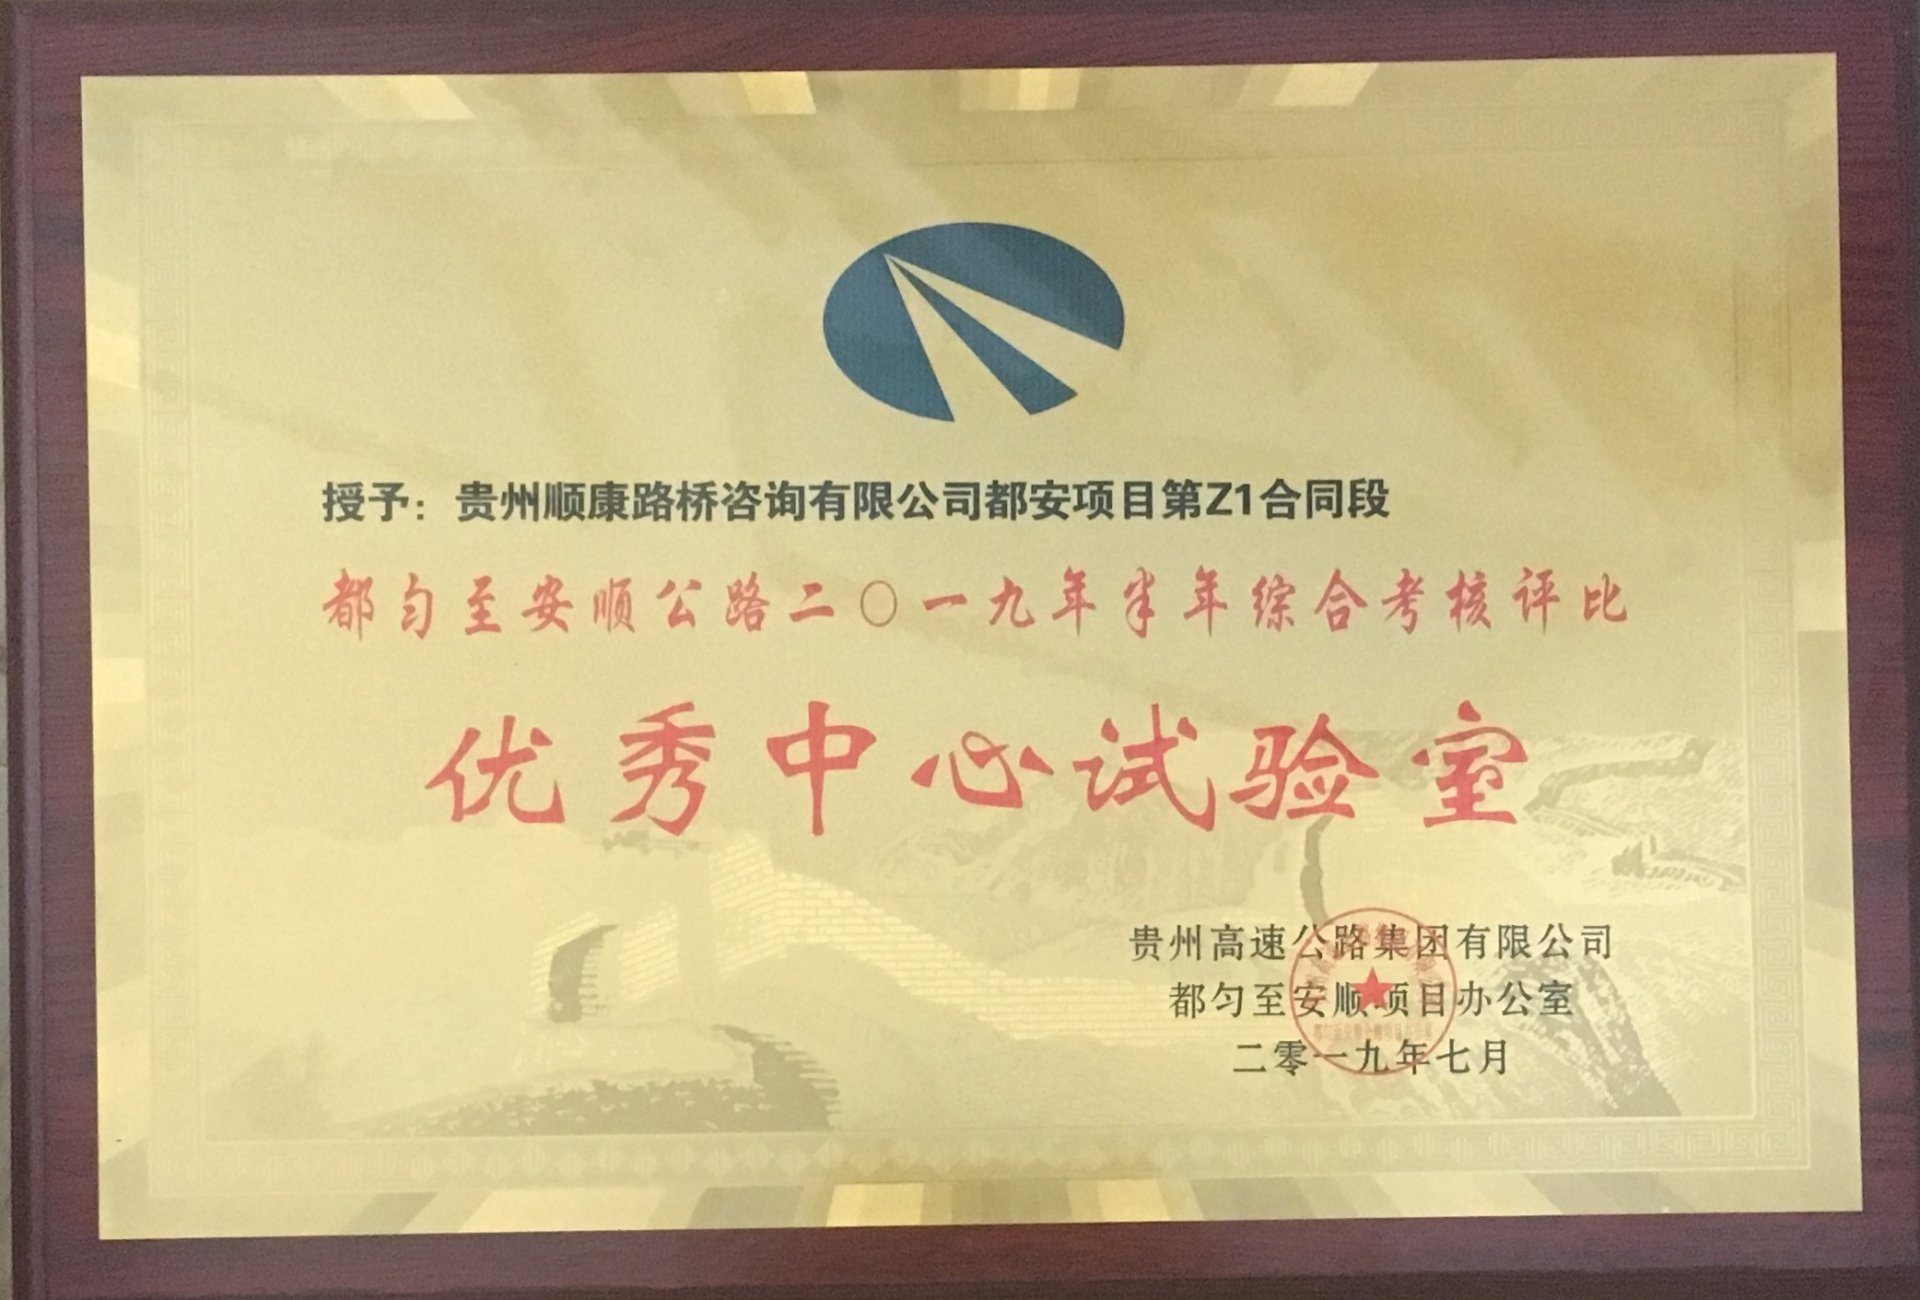 授予：贵州顺康路桥咨询有限公司都安项目第Z1合同段
都匀至安顺公路二〇一九年半年综合考核评比
优秀中心试验室
贵州高速公路集团有限公司
都匀至安顺项目办公室
二零一九年七月